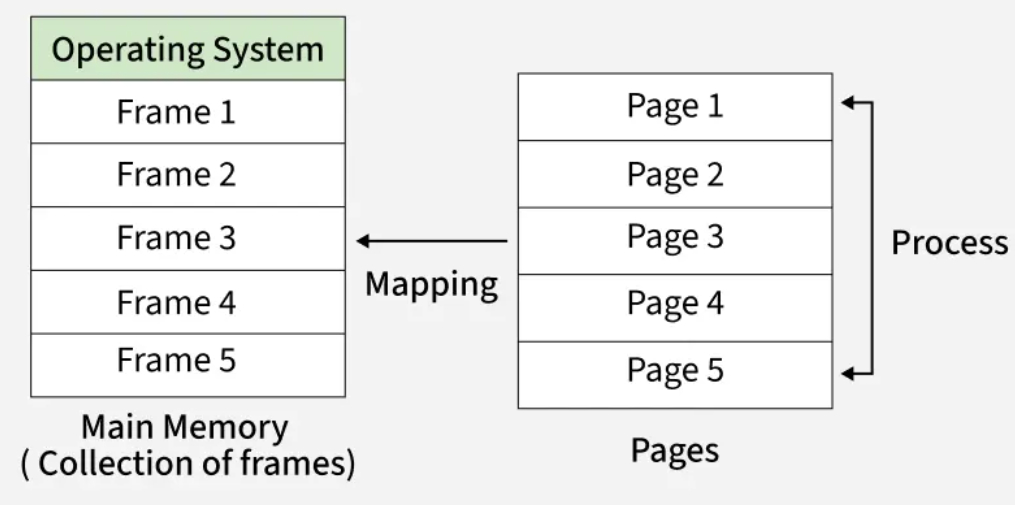 Operating System
Frame 1
Frame 2
Frame 3
Frame 4
Frame 5
Main Memory
( Collection of frames)
Mapping
Page 1
Page 2
Page 3
Page 4
Page 5
Pages
Process